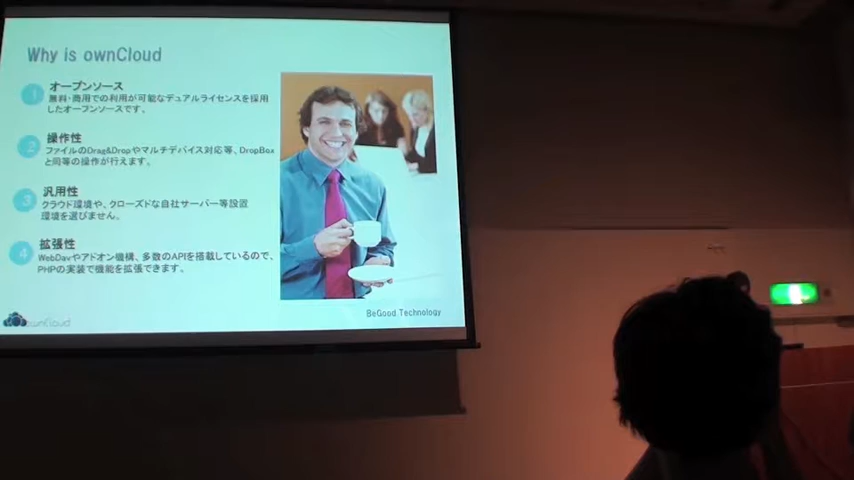 Why is ownCloud
1 オープンソース
無料・商用での利用が可能なデュアルライセンスを採用
したオープンソースです。
2 操作性
ファイルのDrag&Dropやマルチデバイス対応等、DropBox
と同等の操作が行えます。
3 汎用性
クラウド環境や、クローズドな自社サーバー等設置
環境を選びません。
4 拡張性
WebDavやアドオン機構、多数のAPIを搭載しているので、
PHPの実装で機能を拡張できます。
ownCloud
BeGood Technology